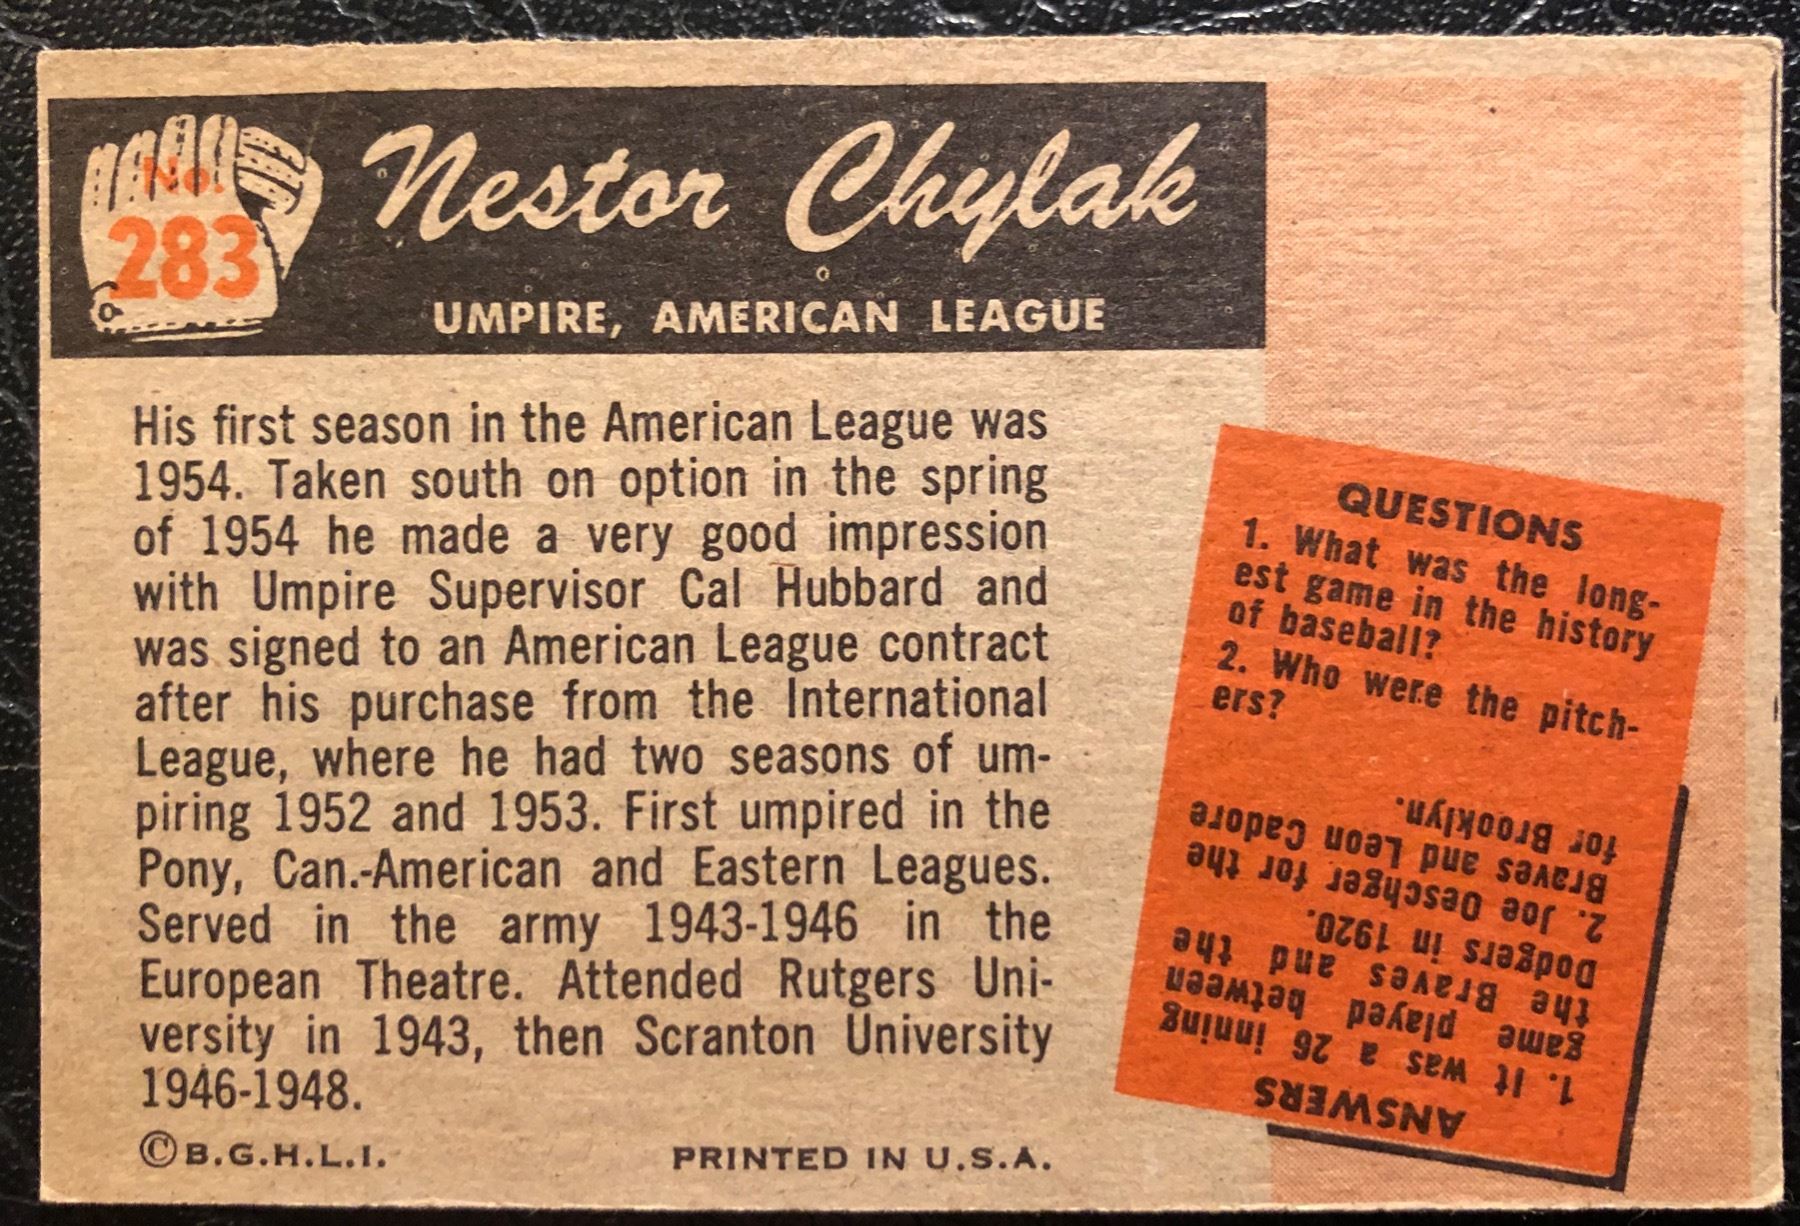 No.
283
Nestor Chylak
UMPIRE, AMERICAN LEAGUE
His first season in the American League was
1954. Taken south on option in the spring
of 1954 he made a very good impression
with Umpire Supervisor Cal Hubbard and
was signed to an American League contract
after his purchase from the International
League, where he had two seasons of um-
piring 1952 and 1953. First umpired in the
Pony, Can.-American and Eastern Leagues.
Served in the army 1943-1946 in the
European Theatre. Attended Rutgers Uni-
versity in 1943, then Scranton University
1946-1948.
©B.G.H.L.I.
PRINTED IN U.S.A.
QUESTIONS
1. What was the long-
est game in the history
of baseball?
2. Who were the pitch-
ers?
ANSWERS
1. It was a 26 inning
game played between
the Braves and the
Dodgers in 1920.
2. Joe Oeschger for the
Braves and Leon Cadore
for Brooklyn.